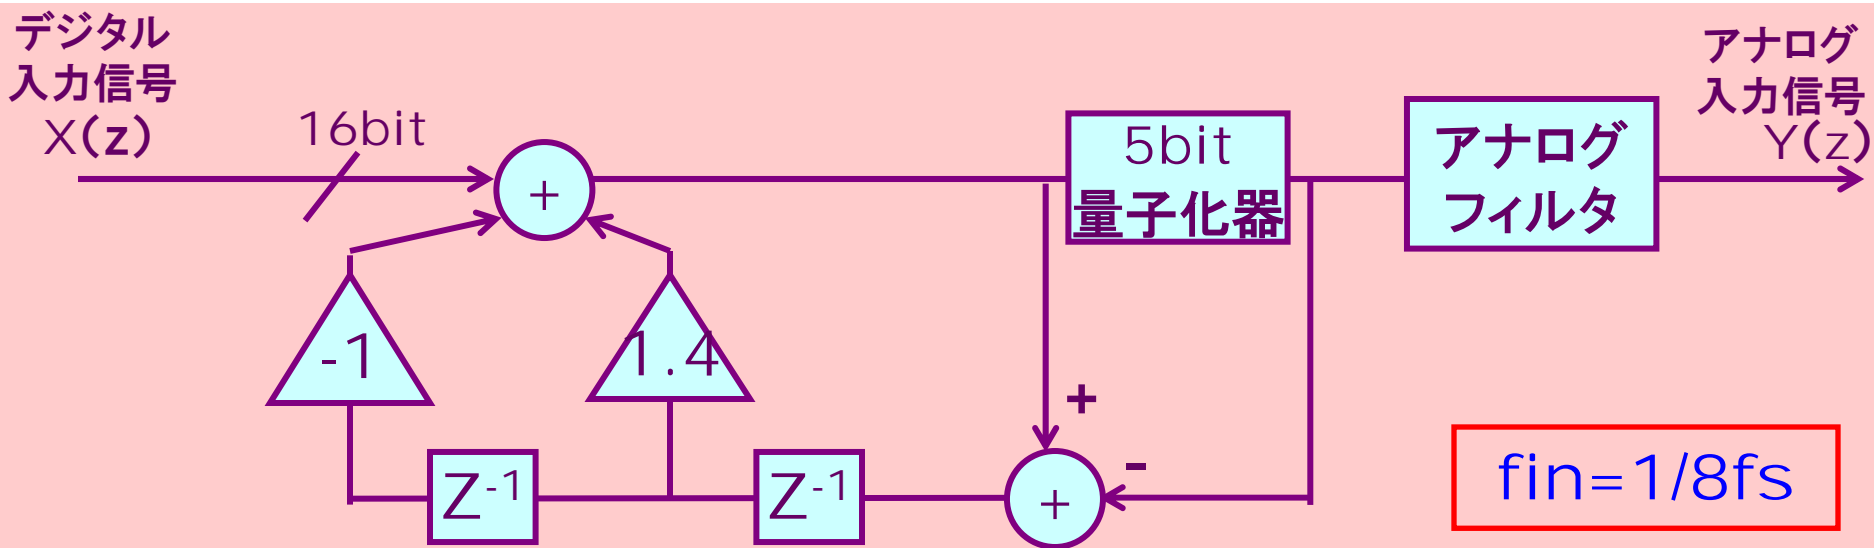 デジタル
入力信号
X(z)
16bit
+
5bit
量子化器
アナログ
フィルタ
アナログ
入力信号
Y(z)
-1
1.4
+
-
Z-1
Z-1
+
fin=1/8fs